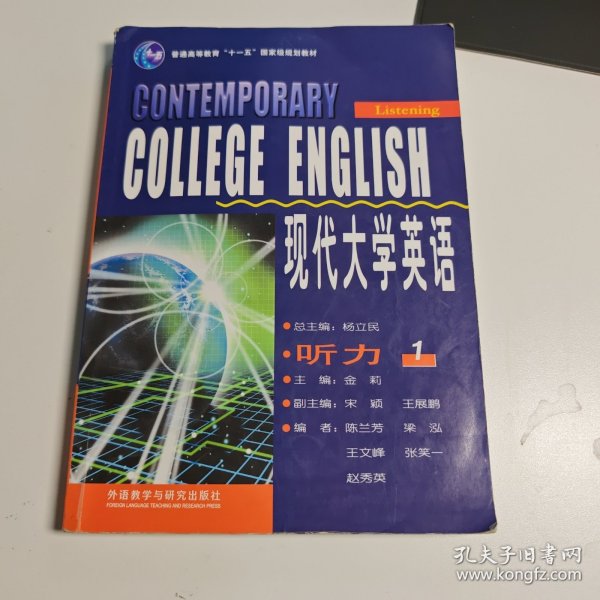 普通高等教育“十一五”国家级规划教材
CONTEMPORARY
Listening
COLLEGE ENGLISH
现代大学英语
总主编：杨立民
听力 1
主 编：金 莉
副主编：宋 颖 王展鹏
编 者：陈兰芳 梁 泓
王文峰 张笑一
赵秀英
外语教学与研究出版社
FOREIGN LANGUAGE TEACHING AND RESEARCH PRESS
孔夫子旧书网
www.kongfz.com